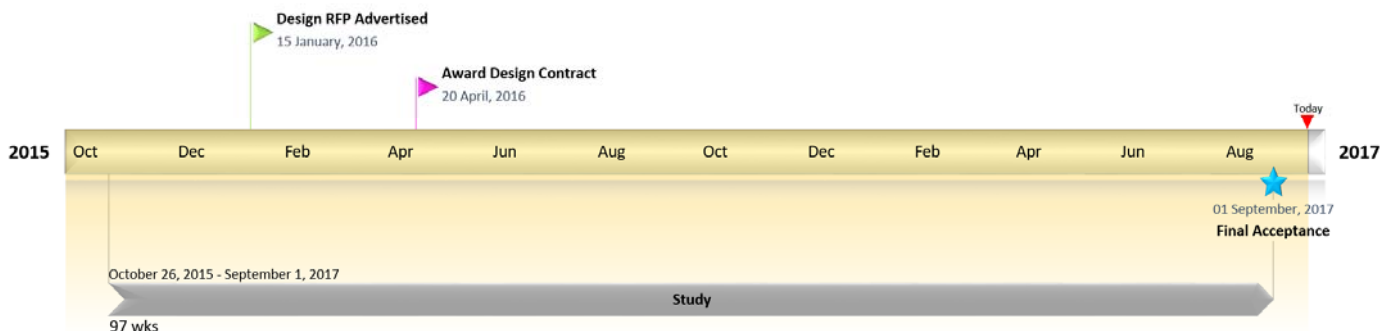 Design RFP Advertised
15 January, 2016
Award Design Contract
20 April, 2016
Today
2015 Oct Dec Feb Apr Jun Aug Oct Dec Feb Apr Jun Aug 2017
01 September, 2017
Final Acceptance
October 26, 2015 - September 1, 2017
Study
97 wks